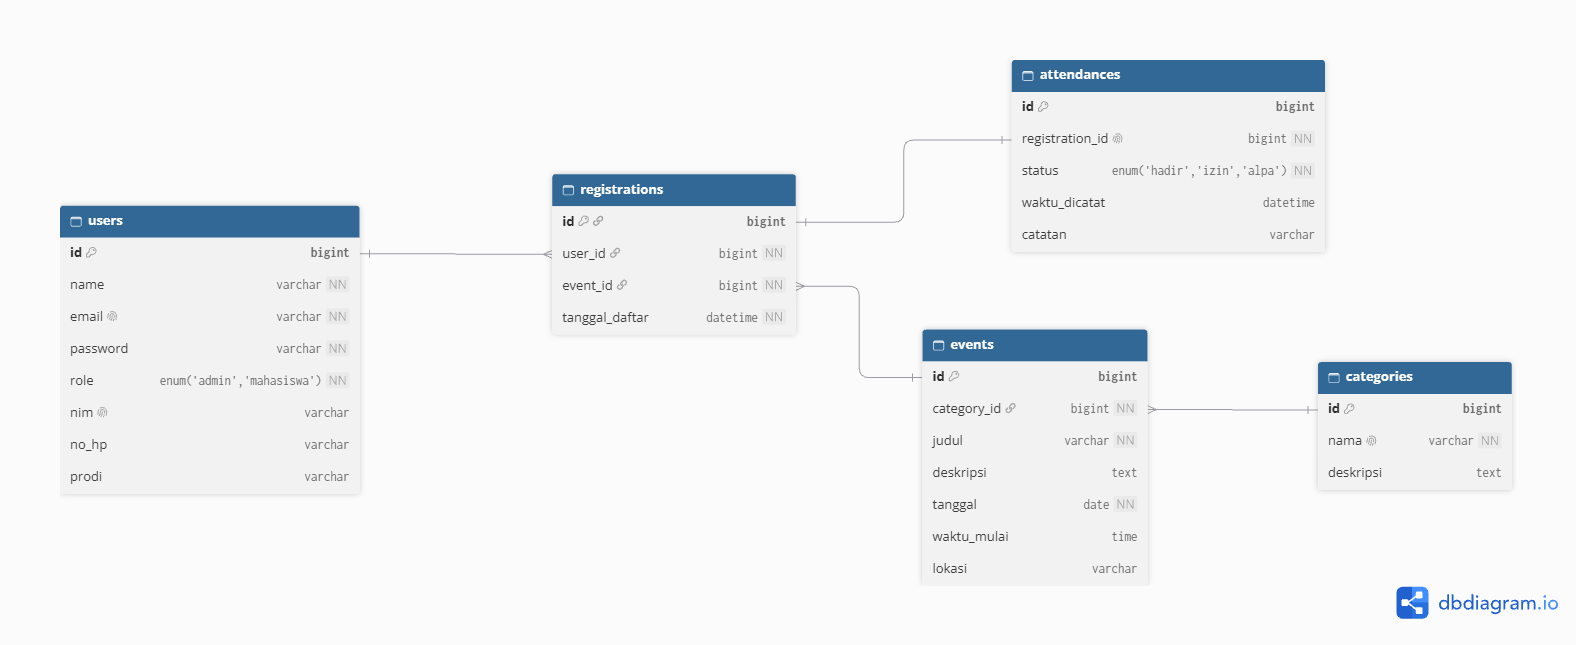 users
id bigint
name varchar NN
email varchar NN
password varchar NN
role enum('admin','mahasiswa') NN
nim varchar
no_hp varchar
prodi varchar
registrations
id bigint
user_id bigint NN
event_id bigint NN
tanggal_daftar datetime NN
attendances
id bigint
registration_id bigint NN
status enum('hadir','izin','alpa') NN
waktu_dicatat datetime
catatan varchar
events
id bigint
category_id bigint NN
judul varchar NN
deskripsi text
tanggal date NN
waktu_mulai time
lokasi varchar
categories
id bigint
nama varchar NN
deskripsi text
dbdiagram.io